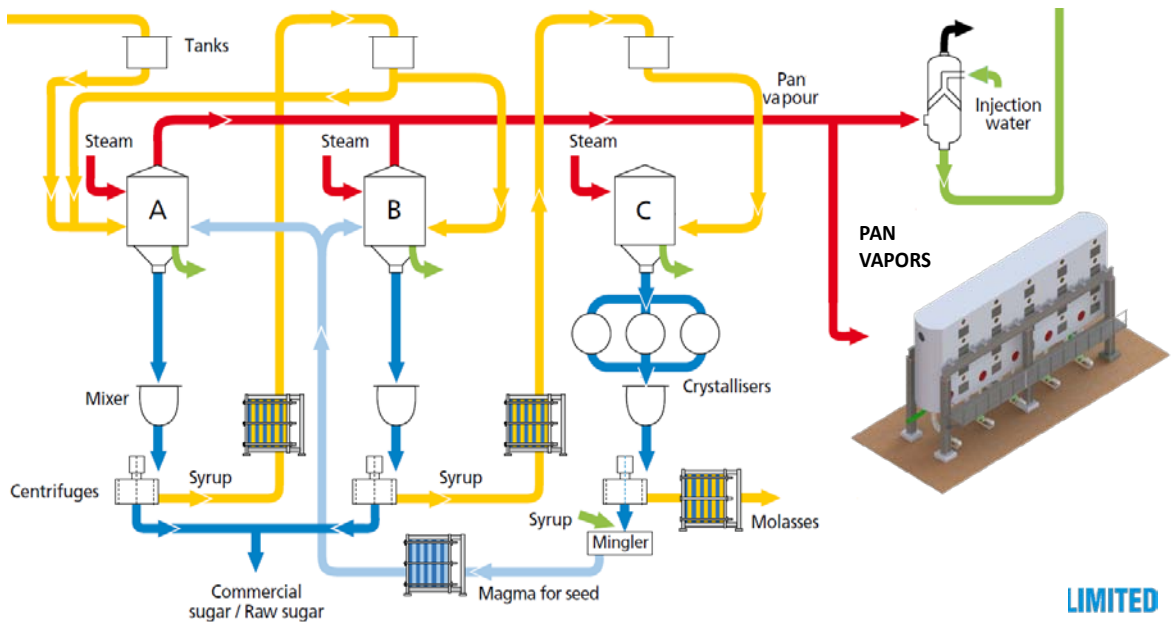 Tanks
Pan
vapour
Injection
water
Steam
Steam
Steam
A
B
C
PAN
VAPORS
Mixer
Crystallisers
Centrifuges
Syrup
Syrup
Molasses
Syrup
Mingler
Commercial
sugar / Raw sugar
Magma for seed
LIMITED